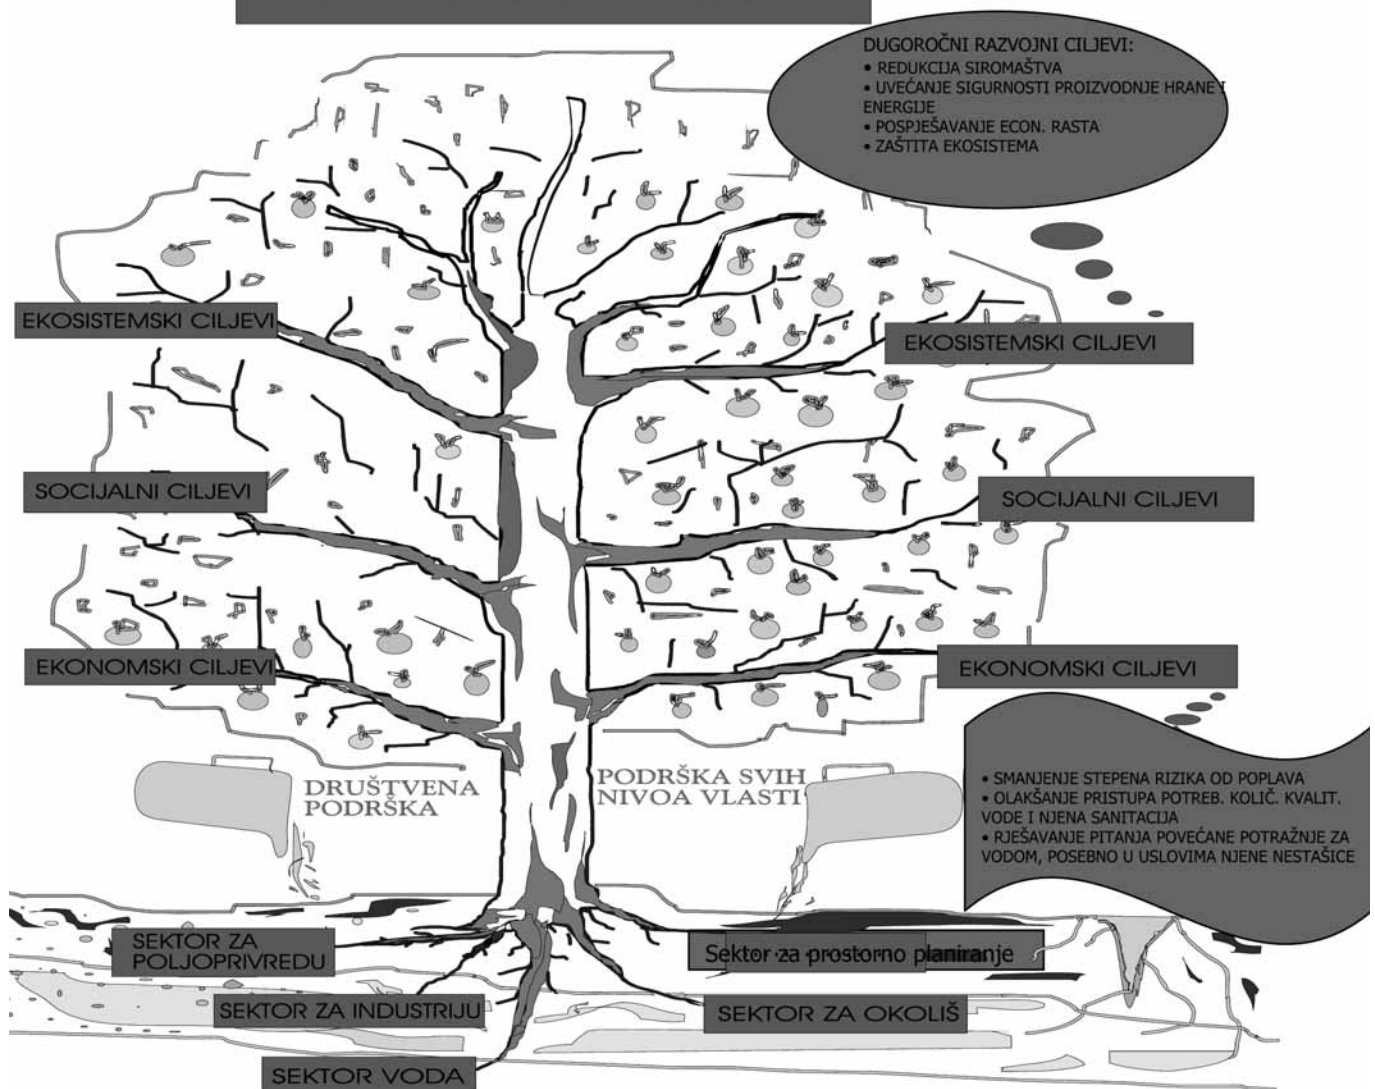 DUGOROČNI RAZVOJNI CILJEVI:
• REDUKCIJA SIROMAŠTVA
• UVEĆANJE SIGURNOSTI PROIZVODNJE HRANE I
ENERGIJE
• POSPJEŠAVANJE ECON. RASTA
• ZAŠTITA EKOSISTEMA
EKOSISTEMSKI CILJEVI
EKOSISTEMSKI CILJEVI
SOCIJALNI CILJEVI
SOCIJALNI CILJEVI
EKONOMSKI CILJEVI
EKONOMSKI CILJEVI
DRUŠTVENA
PODRŠKA
PODRŠKA SVIH
NIVOA VLASTI
• SMANJENJE STEPENA RIZIKA OD POPLAVA
• OLAKŠANJE PRISTUPA POTREB. KOLIČ. KVALIT.
VODE I NJENA SANITACIJA
• RJEŠAVANJE PITANJA POVEĆANE POTRAŽNJE ZA
VODOM, POSEBNO U USLOVIMA NJENE NESTAŠICE
SEKTOR ZA
POLJOPRIVREDU
Sektor za prostorno planiranje
SEKTOR ZA INDUSTRIJU
SEKTOR ZA OKOLIŠ
SEKTOR VODA